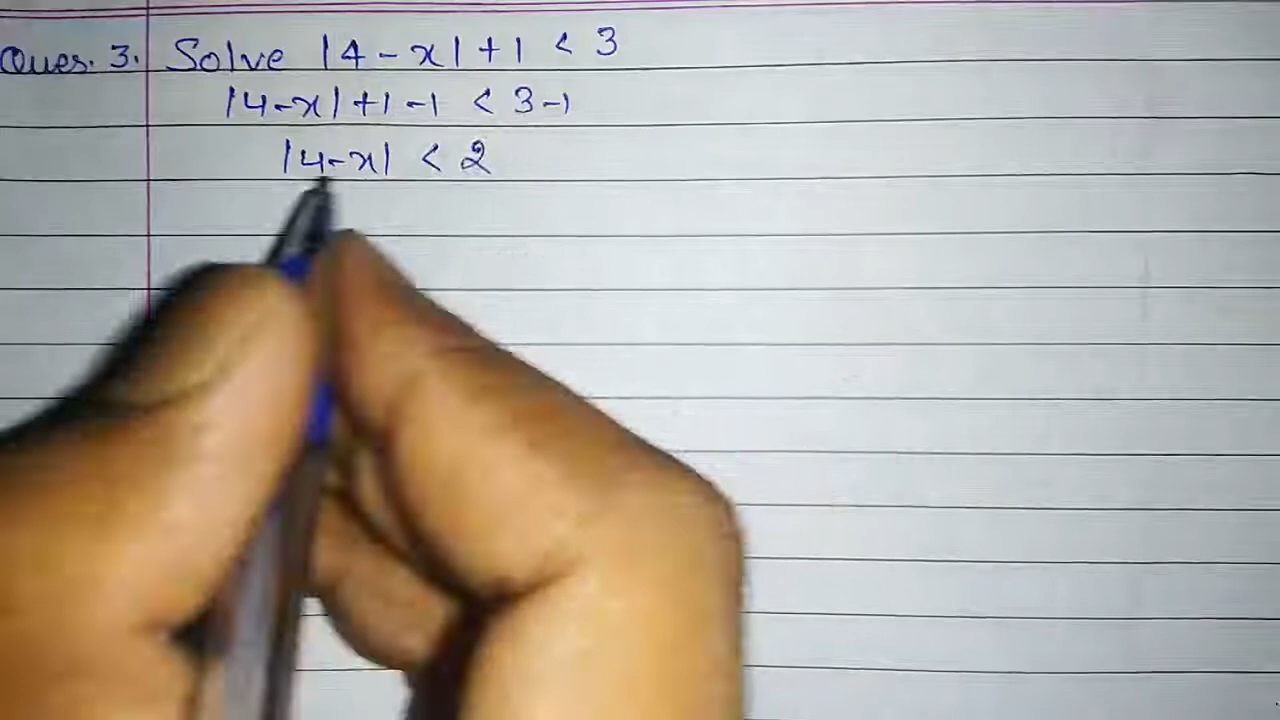 Ques. 3. Solve |4-x| + 1 < 3
|4-x| + 1 - 1 < 3 - 1
|4-x| < 2